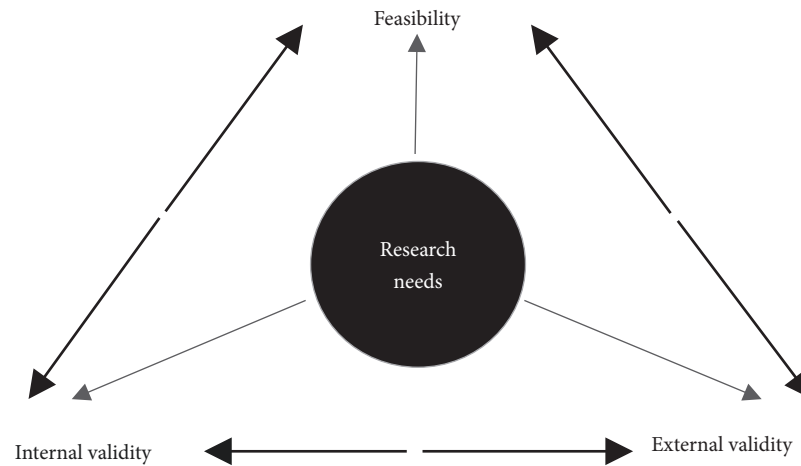 Feasibility
Research
needs
Internal validity
External validity